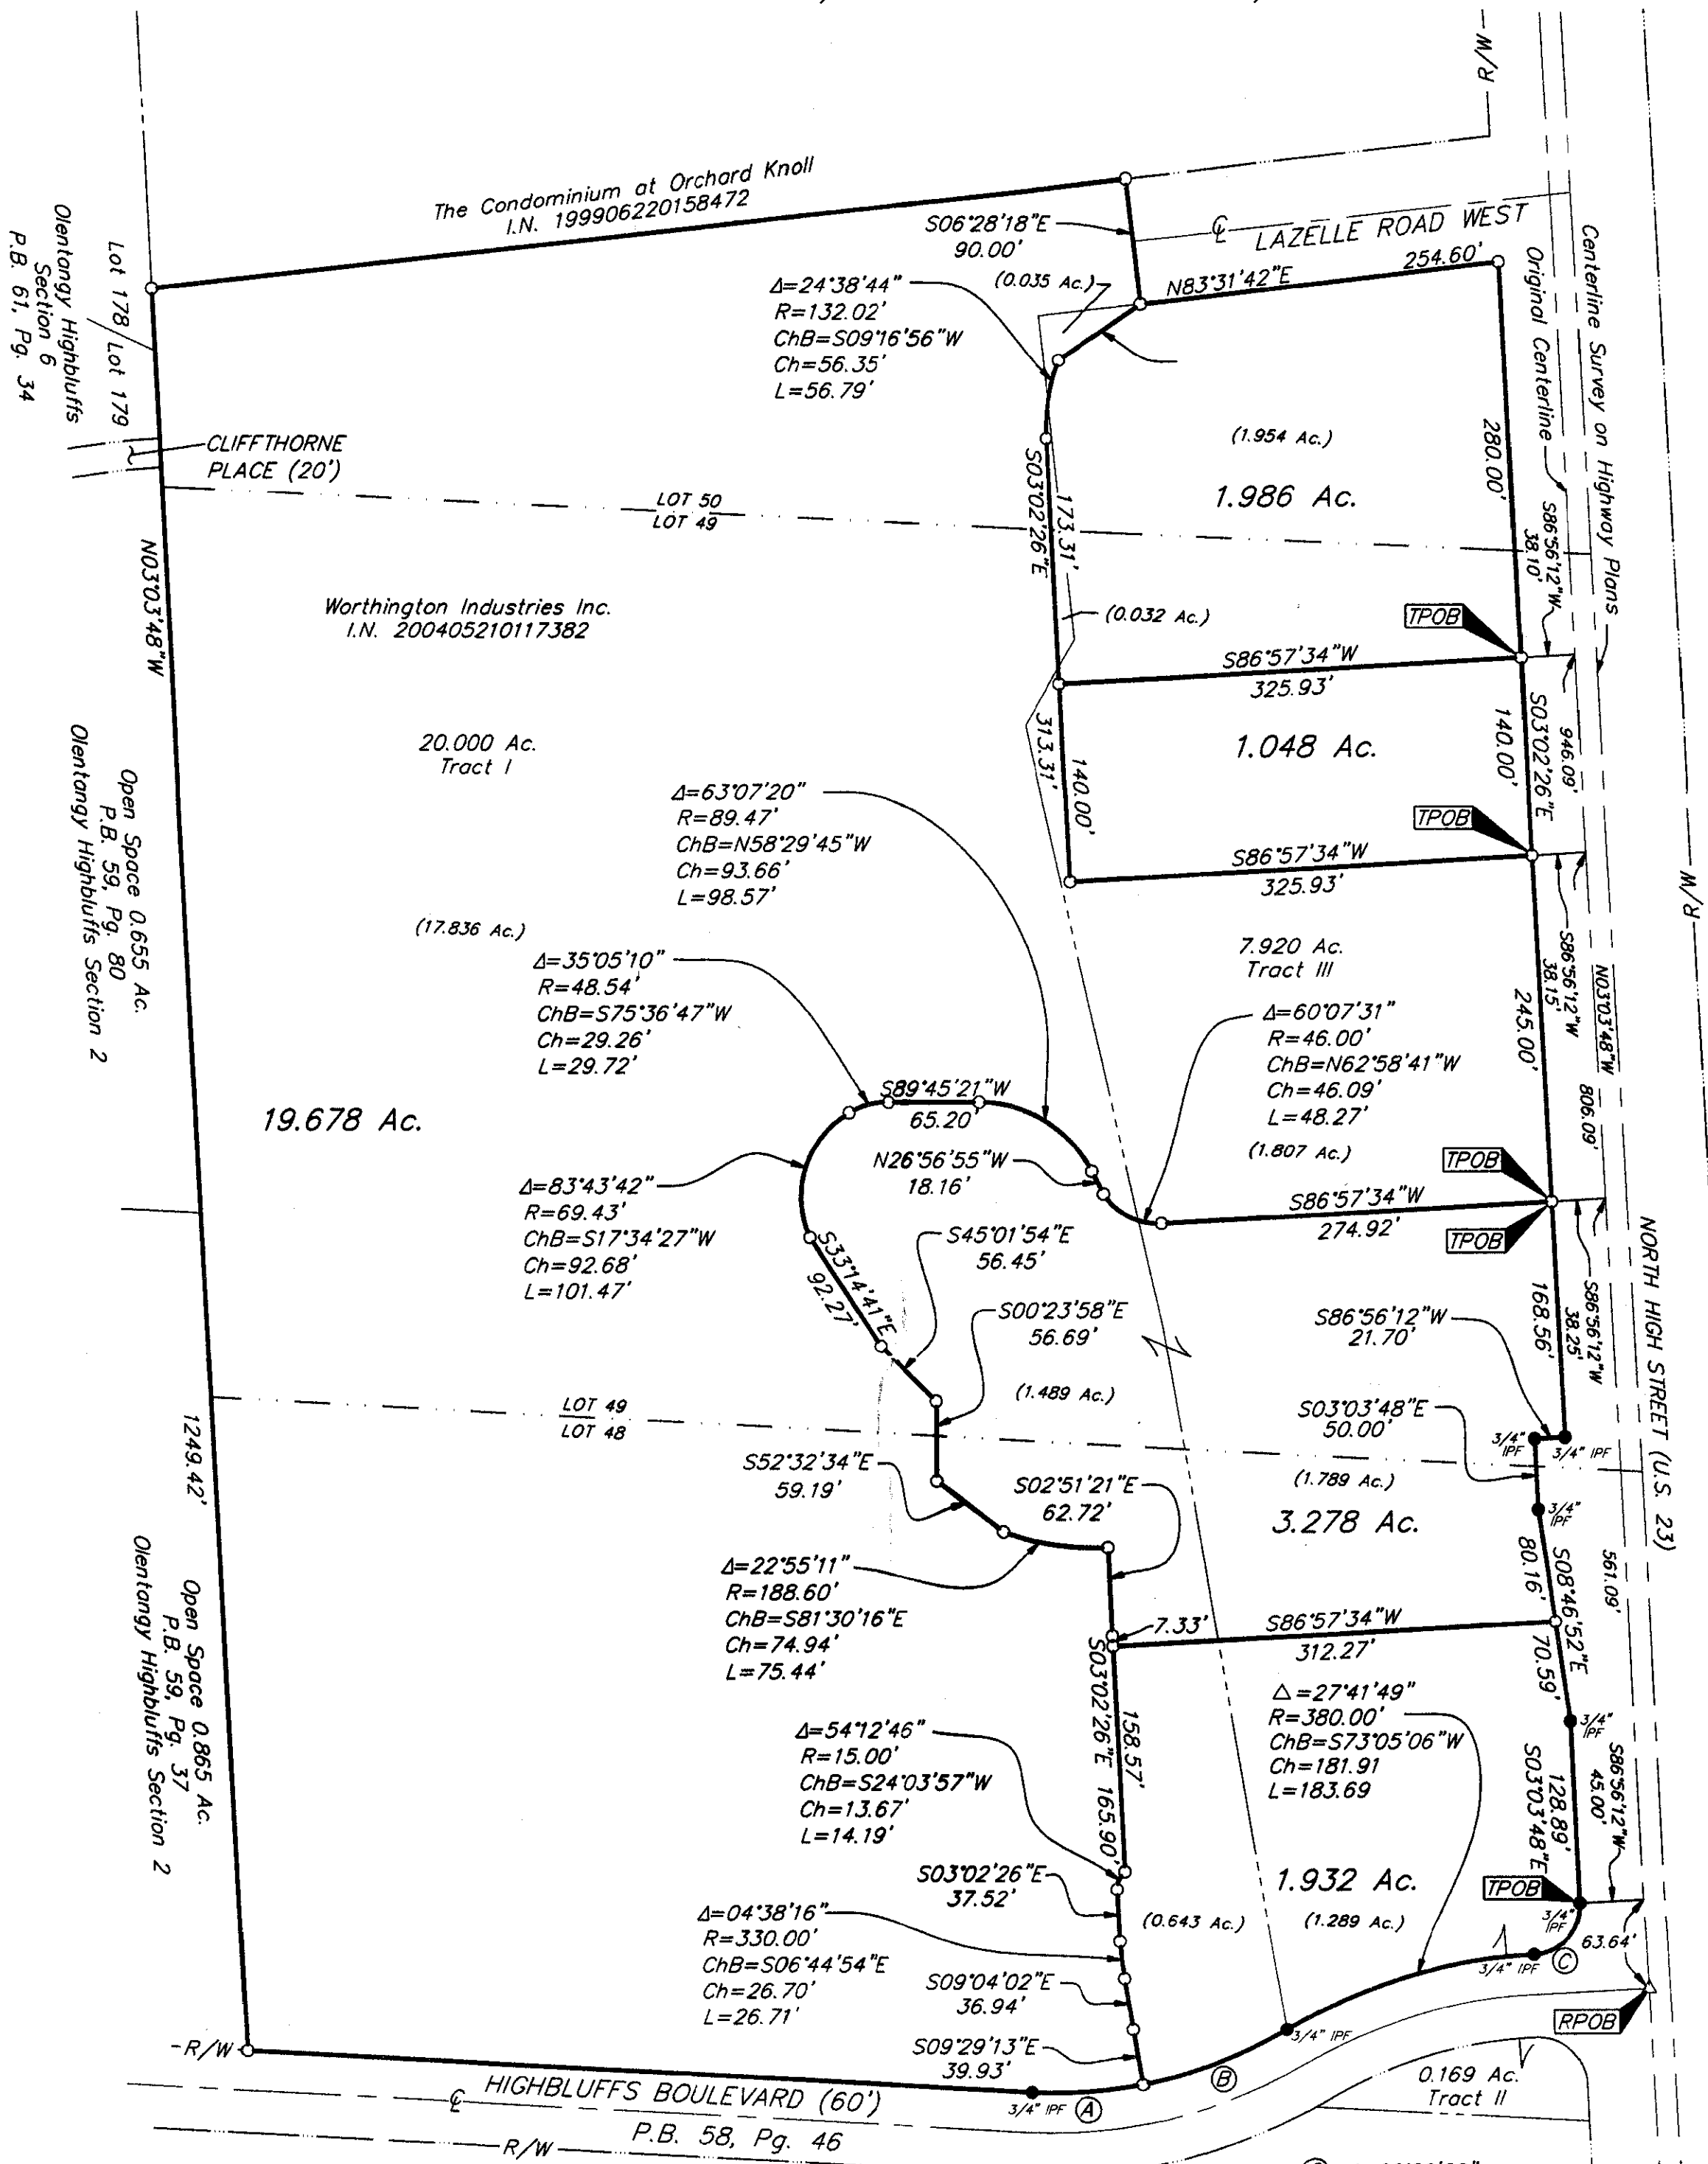 R/W
The Condominium at Orchard Knoll
I.N. 199906220158472
S06°28'18"E
90.00'
℄ LAZELLE ROAD WEST
254.60'
N83°31'42"E
(0.035 Ac.)
Δ=24°38'44"
R=132.02'
ChB=S09°16'56"W
Ch=56.35'
L=56.79'
Original Centerline
Centerline Survey on Highway Plans
Lot 178/Lot 179
Olentangy Highbluffs
Section 6
P.B. 61, Pg. 34
CLIFFTHORNE
PLACE (20')
(1.954 Ac.)
1.986 Ac.
280.00'
S86°56'12"W
38.10'
LOT 50
LOT 49
173.31'
S03°02'26"E
N03°03'48"W
Worthington Industries Inc.
I.N. 200405210117382
(0.032 Ac.)
TPOB
S86°57'34"W
325.93'
20.000 Ac.
Tract I
313.31'
140.00'
1.048 Ac.
140.00'
S03°02'26"E
946.09'
TPOB
S86°57'34"W
325.93'
R/W
Open Space 0.655 Ac.
P.B. 59, Pg. 80
Olentangy Highbluffs Section 2
Δ=63°07'20"
R=89.47'
ChB=N58°29'45"W
Ch=93.66'
L=98.57'
(17.836 Ac.)
7.920 Ac.
Tract III
245.00'
S86°56'12"W
38.15'
N03°03'48"W
806.09'
Δ=35°05'10"
R=48.54'
ChB=S75°36'47"W
Ch=29.26'
L=29.72'
Δ=60°07'31"
R=46.00'
ChB=N62°58'41"W
Ch=46.09'
L=48.27'
19.678 Ac.
S89°45'21"W
65.20'
(1.807 Ac.)
N26°56'55"W
18.16'
TPOB
S86°57'34"W
274.92'
TPOB
Δ=83°43'42"
R=69.43'
ChB=S17°34'27"W
Ch=92.68'
L=101.47'
S33°14'41"E
92.27'
S45°01'54"E
56.45'
S00°23'58"E
56.69'
S86°56'12"W
21.70'
168.56'
S86°56'12"W
38.25'
NORTH HIGH STREET (U.S. 23)
(1.489 Ac.)
LOT 49
LOT 48
S03°03'48"E
50.00'
3/4" IPF
3/4" IPF
1249.42'
S52°32'34"E
59.19'
S02°51'21"E
62.72'
(1.789 Ac.)
3.278 Ac.
3/4" IPF
S08°46'52"E
80.16'
70.59'
561.09'
Δ=22°55'11"
R=188.60'
ChB=S81°30'16"E
Ch=74.94'
L=75.44'
7.33'
S86°57'34"W
312.27'
Open Space 0.865 Ac.
P.B. 59, Pg. 37
Olentangy Highbluffs Section 2
S03°02'26"E 165.90'
158.57'
Δ=27°41'49"
R=380.00'
ChB=S73°05'06"W
Ch=181.91
L=183.69
3/4" IPF
128.89'
S03°03'48"E
S86°56'12"W
45.00'
Δ=54°12'46"
R=15.00'
ChB=S24°03'57"W
Ch=13.67'
L=14.19'
S03°02'26"E
37.52'
1.932 Ac.
TPOB
(0.643 Ac.)
(1.289 Ac.)
3/4" IPF
63.64'
Δ=04°38'16"
R=330.00'
ChB=S06°44'54"E
Ch=26.70'
L=26.71'
S09°04'02"E
36.94'
S09°29'13"E
39.93'
3/4" IPF
C
3/4" IPF
RPOB
R/W
B
0.169 Ac.
Tract II
3/4" IPF A
℄ HIGHBLUFFS BOULEVARD (60')
P.B. 58, Pg. 46
R/W